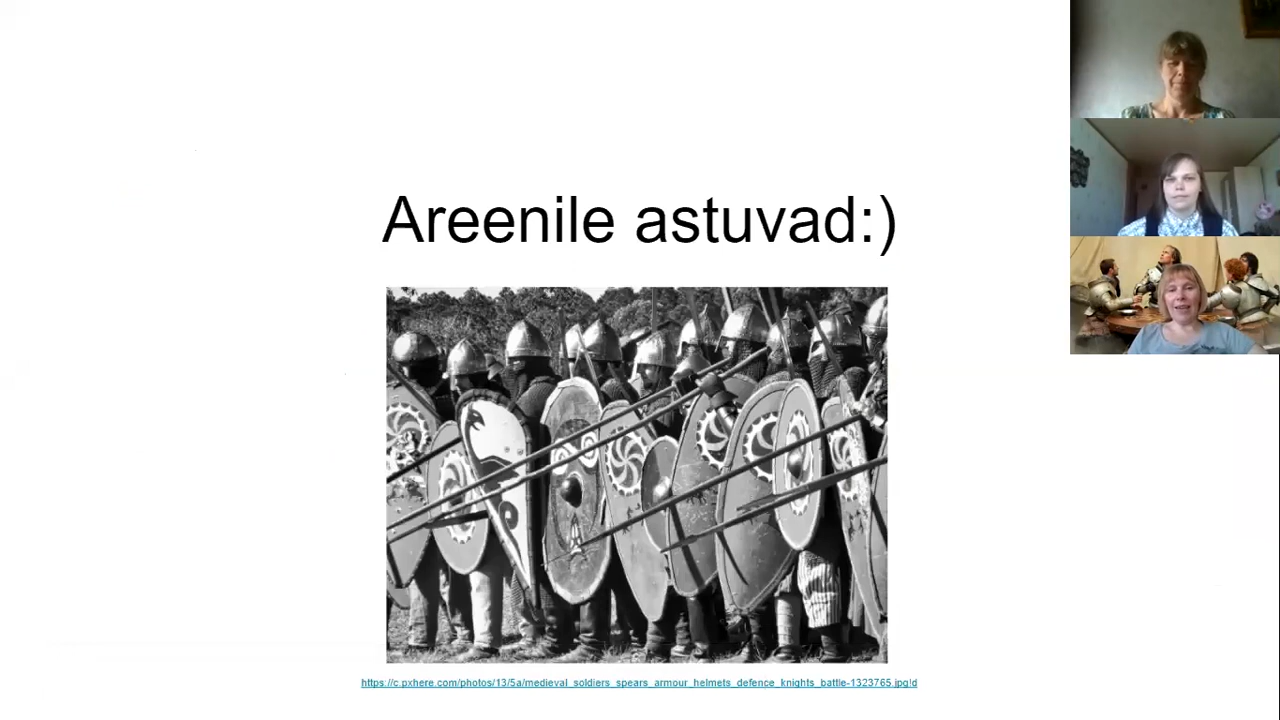 Areenile astuvad:)
https://c.pxhere.com/photos/13/5a/medieval_soldiers_spears_armour_helmets_defence_knights_battle-1323765.jpg!d